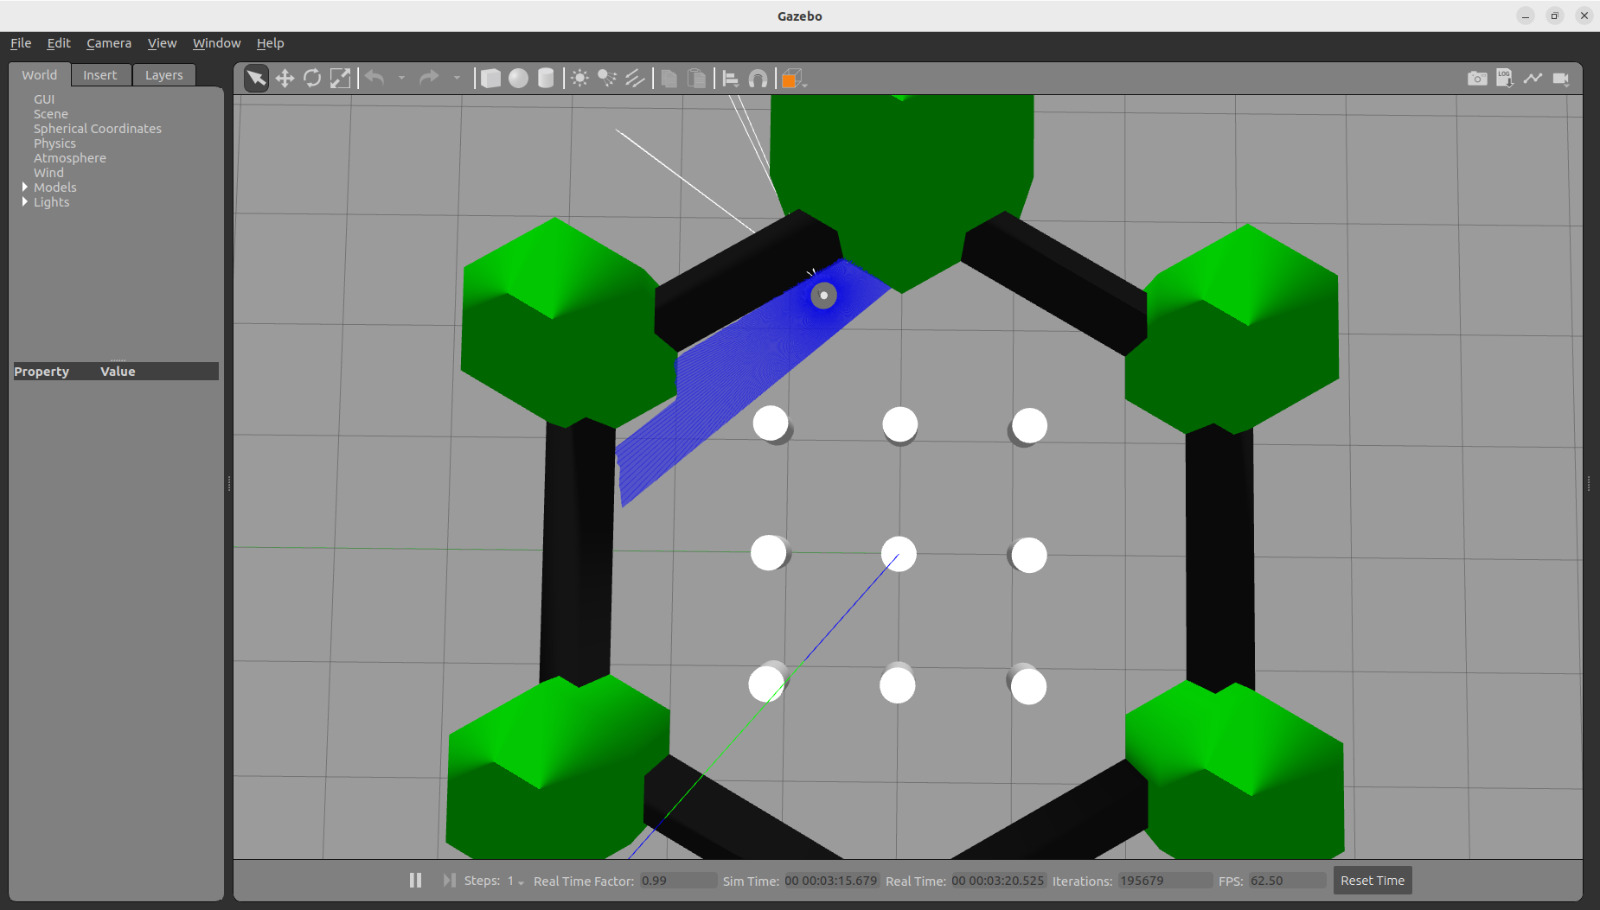 Gazebo
File Edit Camera View Window Help
World Insert Layers
GUI
Scene
Spherical Coordinates
Physics
Atmosphere
Wind
Models
Lights
Property Value
LOG
Steps: 1 Real Time Factor: 0.99 Sim Time: 00 00:03:15.679 Real Time: 00 00:03:20.525 Iterations: 195679 FPS: 62.50 Reset Time